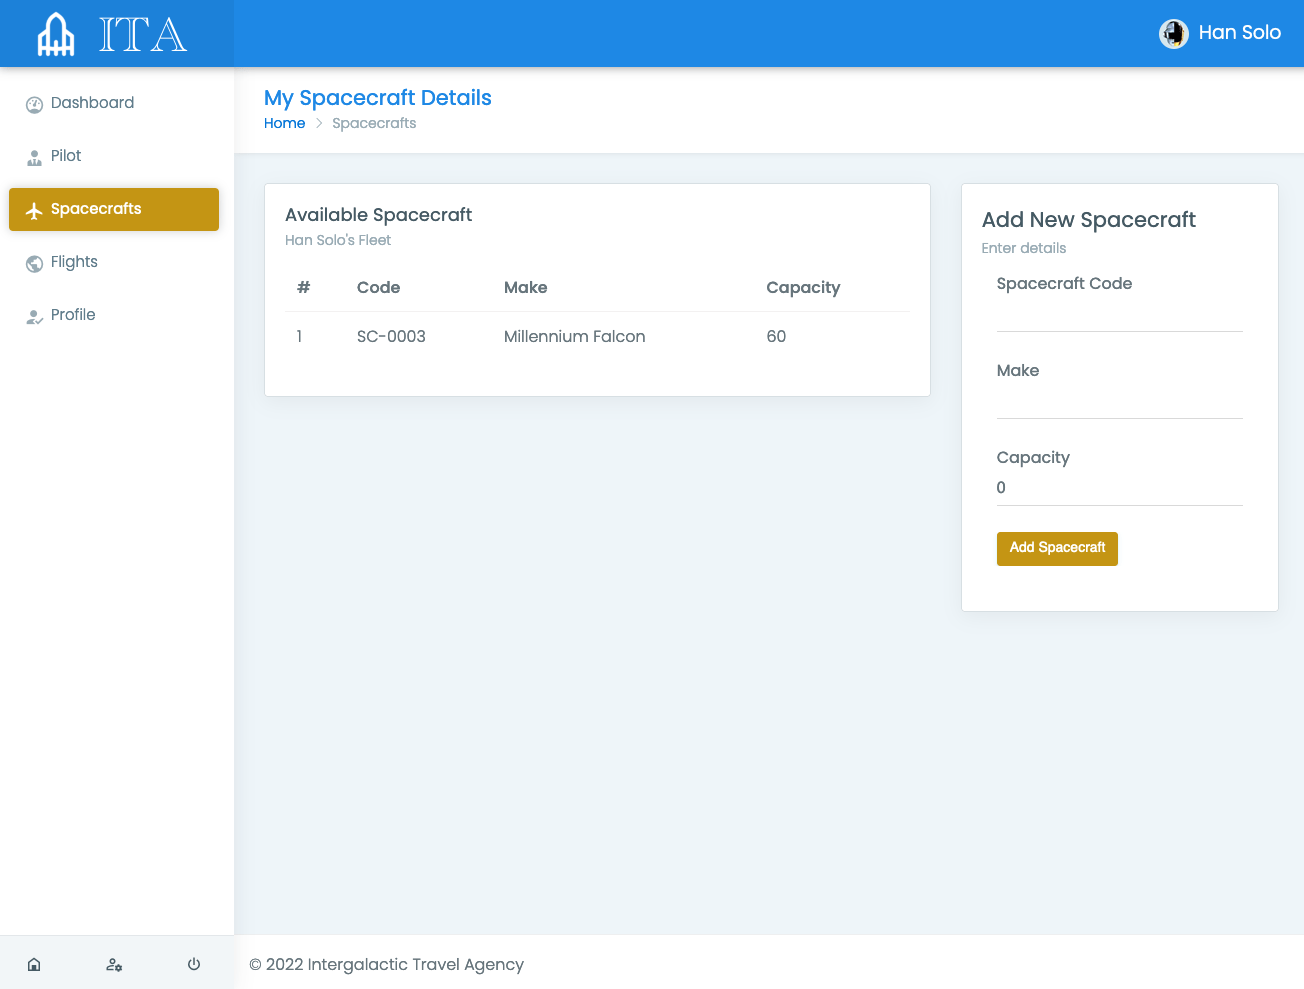 ITA
Han Solo
Dashboard
Pilot
Spacecrafts
Flights
Profile
My Spacecraft Details
Home > Spacecrafts
Available Spacecraft
Han Solo's Fleet
# Code Make Capacity
1 SC-0003 Millennium Falcon 60
Add New Spacecraft
Enter details
Spacecraft Code
Make
Capacity
0
Add Spacecraft
© 2022 Intergalactic Travel Agency